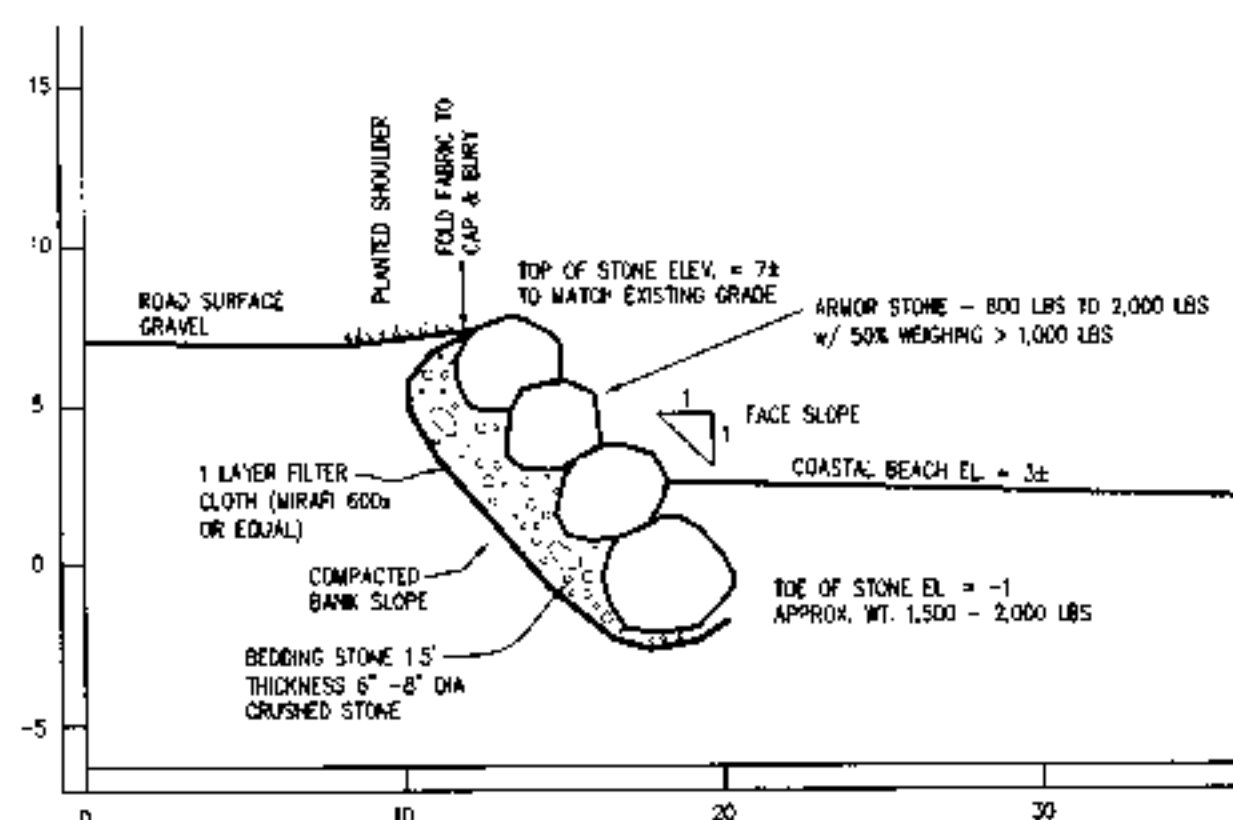 15
10
5
0
-5
PLANTED SHOULDER
FOLD FABRIC TO
CAP & BURY
ROAD SURFACE
GRAVEL
TOP OF STONE ELEV. = 7±
TO MATCH EXISTING GRADE
ARMOR STONE - 800 LBS TO 2,000 LBS
w/ 50% WEIGHING > 1,000 LBS
1
1
FACE SLOPE
COASTAL BEACH EL. = 3±
1 LAYER FILTER
CLOTH (MIRAFI 600x
OR EQUAL)
COMPACTED
BANK SLOPE
TOE OF STONE EL = -1
APPROX. WT. 1,500 - 2,000 LBS
BEDDING STONE 1.5'
THICKNESS 6" -8" DIA
CRUSHED STONE
0
10
20
30